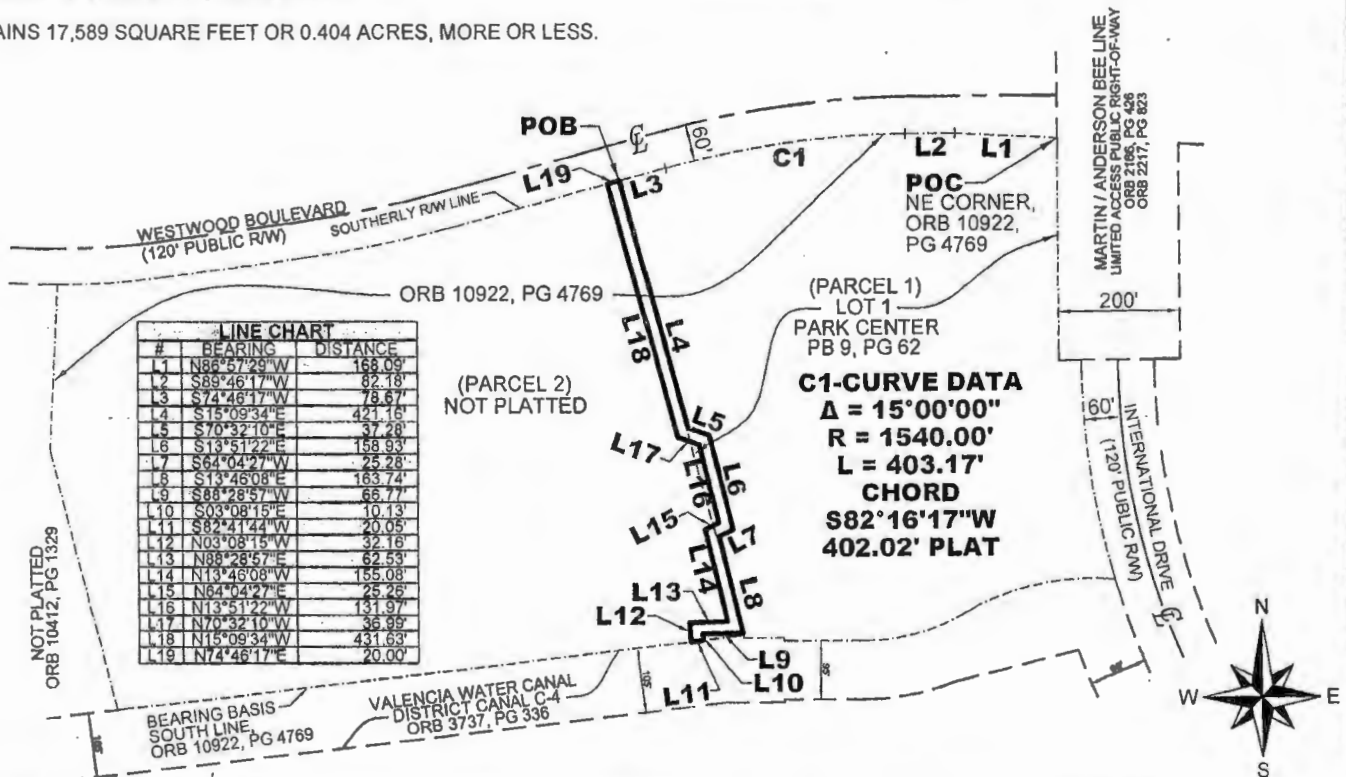 AINS 17,589 SQUARE FEET OR 0.404 ACRES, MORE OR LESS.
POB
L19
L3
60'
C1
L2
L1
POC
NE CORNER,
ORB 10922,
PG 4769
MARTIN / ANDERSON BEE LINE
LIMITED ACCESS PUBLIC RIGHT-OF-WAY
ORB 2186, PG 426
ORB 2217, PG 823
WESTWOOD BOULEVARD
(120' PUBLIC R/W)
SOUTHERLY R/W LINE
ORB 10922, PG 4769
(PARCEL 1)
LOT 1
PARK CENTER
PB 9, PG 62
200'
LINE CHART
# BEARING DISTANCE
L1 N86°57'29"W 168.09'
L2 S89°46'17"W 82.18'
L3 S74°46'17"W 78.67'
L4 S15°09'34"E 421.16'
L5 S70°32'10"E 37.28'
L6 S13°51'22"E 158.93'
L7 S64°04'27"W 25.28'
L8 S13°46'08"E 163.74'
L9 S88°28'57"W 66.77'
L10 S03°08'15"E 10.13'
L11 S82°41'44"W 20.05'
L12 N03°08'15"W 32.16'
L13 N88°28'57"E 62.53'
L14 N13°46'08"W 155.08'
L15 N64°04'27"E 25.26'
L16 N13°51'22"W 131.97'
L17 N70°32'10"W 36.99'
L18 N15°09'34"W 431.63'
L19 N74°46'17"E 20.00'
(PARCEL 2)
NOT PLATTED
L18
L4
L5
L17
L16
L6
L15
L7
L14
L8
L13
L12
L9
L10
L11
C1-CURVE DATA
Δ = 15°00'00"
R = 1540.00'
L = 403.17'
CHORD
S82°16'17"W
402.02' PLAT
60'
INTERNATIONAL DRIVE
(120' PUBLIC R/W)
NOT PLATTED
ORB 10412, PG 1329
BEARING BASIS
SOUTH LINE,
ORB 10922, PG 4769
VALENCIA WATER CANAL
DISTRICT CANAL C-4
ORB 3737, PG 336
N
W
E
S